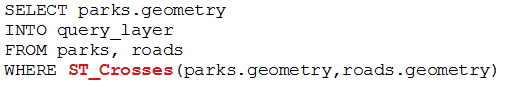 SELECT parks.geometry
INTO query_layer
FROM parks, roads
WHERE ST_Crosses(parks.geometry,roads.geometry)